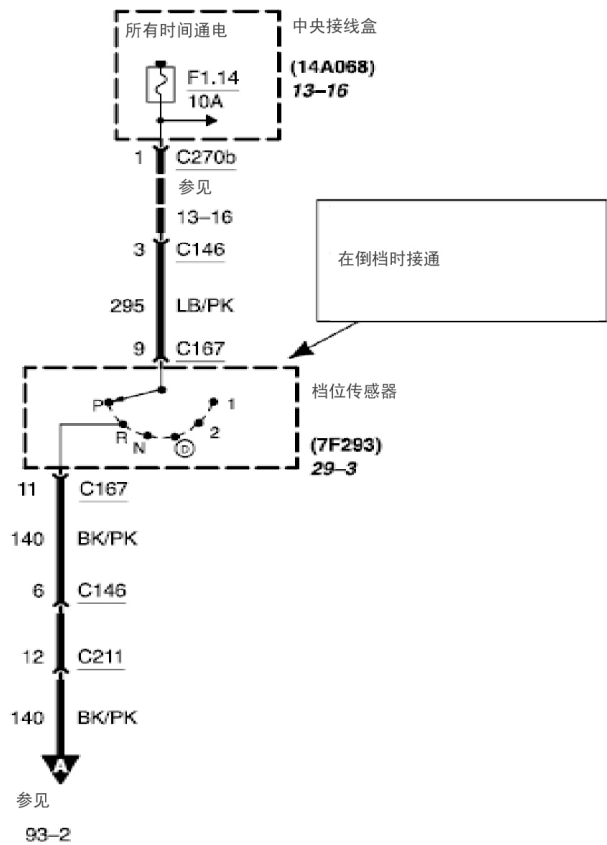 所有时间通电
中央接线盒
F1.14
10A
(14A068)
13–16
1 C270b
参见
13–16
3 C146
295 LB/PK
在倒档时接通
9 C167
档位传感器
P
1
R
2
N
D
(7F293)
29–3
11 C167
140 BK/PK
6 C146
12 C211
140 BK/PK
A
参见
93–2